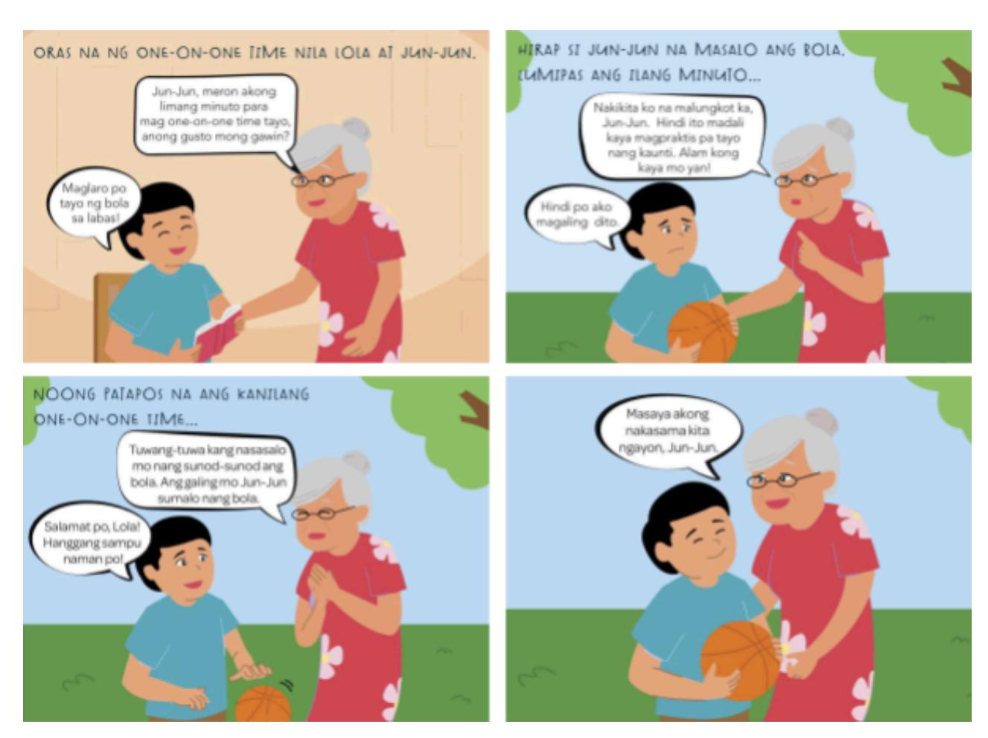 ORAS NA NG ONE-ON-ONE TIME NILA LOLA AT JUN-JUN.
Jun-Jun, meron akong
limang minuto para
mag one-on-one time tayo,
anong gusto mong gawin?
Maglaro po
tayo ng bola
sa labas!
HIRAP SI JUN-JUN NA MASALO ANG BOLA.
LUMIPAS ANG ILANG MINUTO...
Nakikita ko na malungkot ka,
Jun-Jun. Hindi ito madali
kaya magpraktis pa tayo
nang kaunti. Alam kong
kaya mo yan!
Hindi po ako
magaling dito.
NOONG PATAPOS NA ANG KANILANG
ONE-ON-ONE TIME...
Tuwang-tuwa kang nasasalo
mo nang sunod-sunod ang
bola. Ang galing mo Jun-Jun
sumalo nang bola.
Salamat po, Lola!
Hanggang sampu
naman po!
Masaya akong
nakasama kita
ngayon, Jun-Jun.